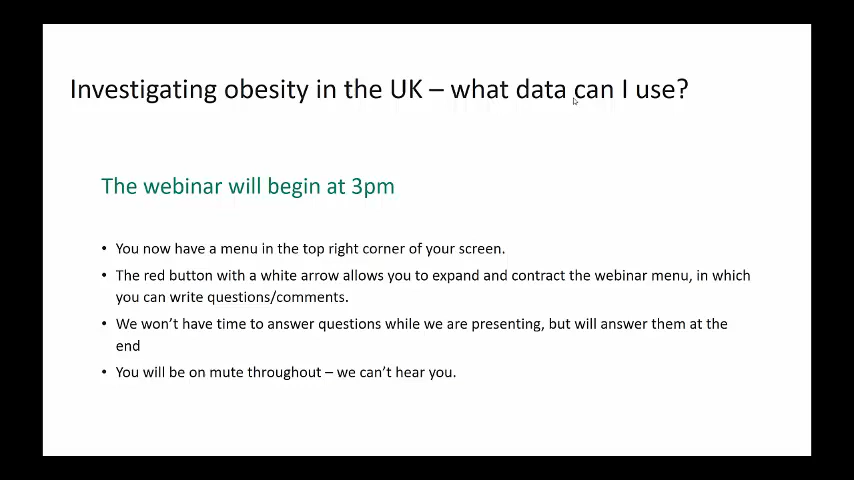 Investigating obesity in the UK – what data can I use?
The webinar will begin at 3pm
• You now have a menu in the top right corner of your screen.
• The red button with a white arrow allows you to expand and contract the webinar menu, in which
you can write questions/comments.
• We won’t have time to answer questions while we are presenting, but will answer them at the
end
• You will be on mute throughout – we can’t hear you.